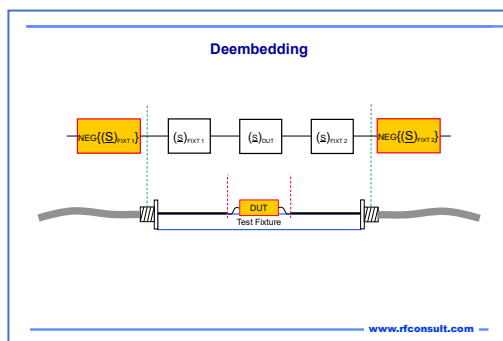 Deembedding
NEG{(S)FIXT 1} (s)FIXT 1 (s)DUT (s)FIXT 2 NEG{(S)FIXT 2}
DUT
Test Fixture
www.rfconsult.com